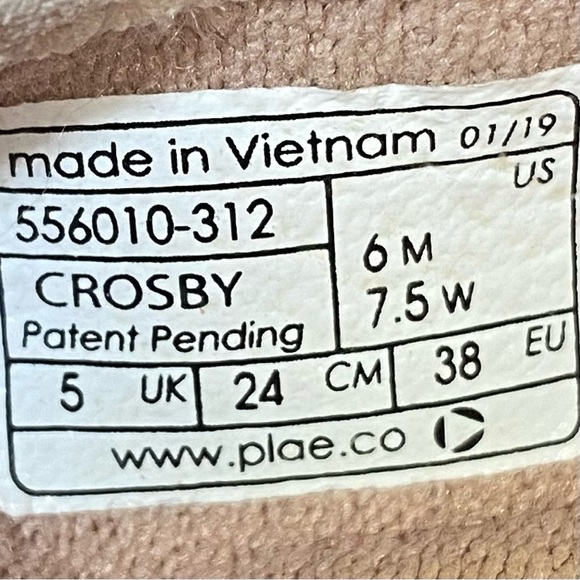 made in Vietnam 01/19
556010-312
US
6 M
7.5 W
CROSBY
Patent Pending
5 UK 24 CM 38 EU
www.plae.co